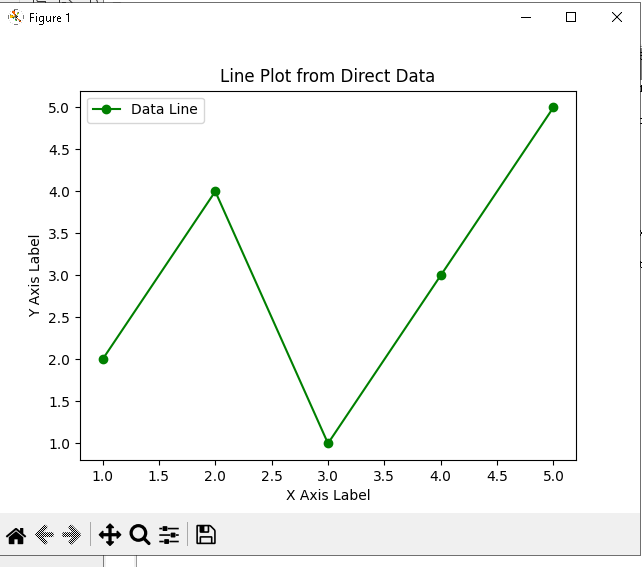 Figure 1
Line Plot from Direct Data
Data Line
5.0
4.5
4.0
3.5
3.0
2.5
2.0
1.5
1.0
Y Axis Label
1.0 1.5 2.0 2.5 3.0 3.5 4.0 4.5 5.0
X Axis Label